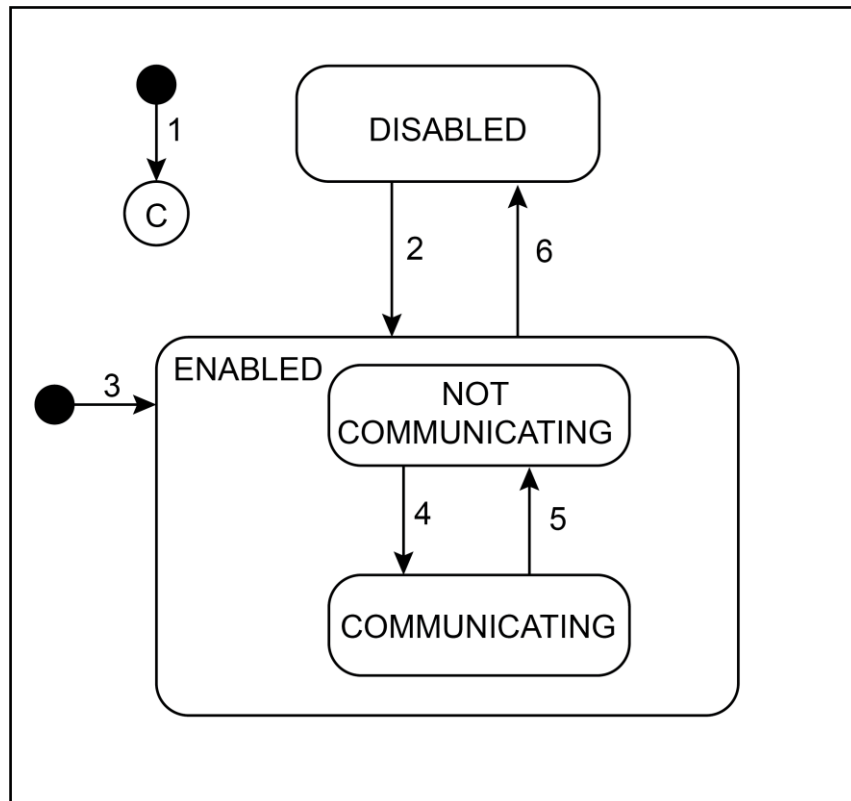 1
DISABLED
C
2
6
ENABLED
3
NOT
COMMUNICATING
4
5
COMMUNICATING